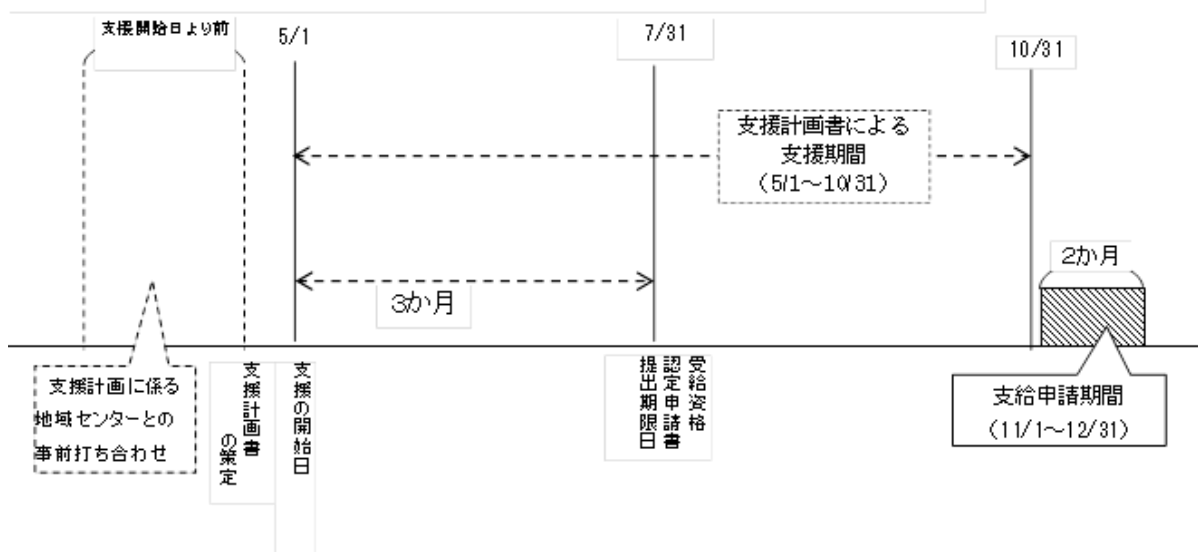 支援開始日より前
5/1
7/31
10/31
支援計画書による
支援期間
(5/1～10/31)
2か月
3か月
支援計画に係る
地域センターとの
事前打ち合わせ
支援計画書
の策定
支援の開始日
受給資格
認定申請書
提出期限日
支給申請期間
(11/1～12/31)